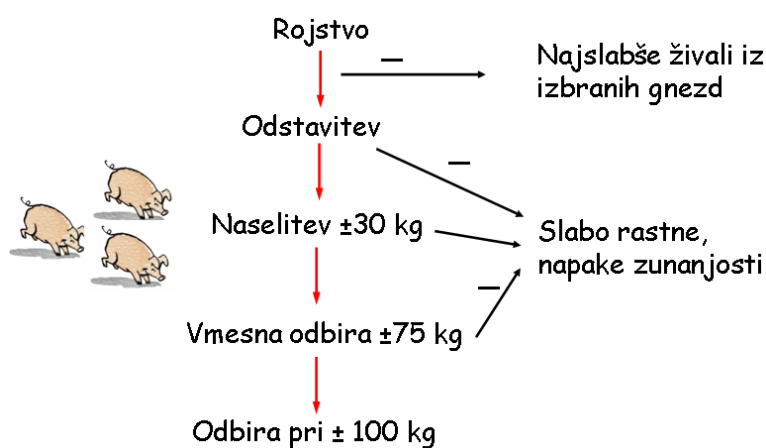 Rojstvo
–
Najslabše živali iz
izbranih gnezd
Odstavitev
–
Naselitev ±30 kg
Slabo rastne,
napake zunanjosti
–
Vmesna odbira ±75 kg
Odbira pri ± 100 kg